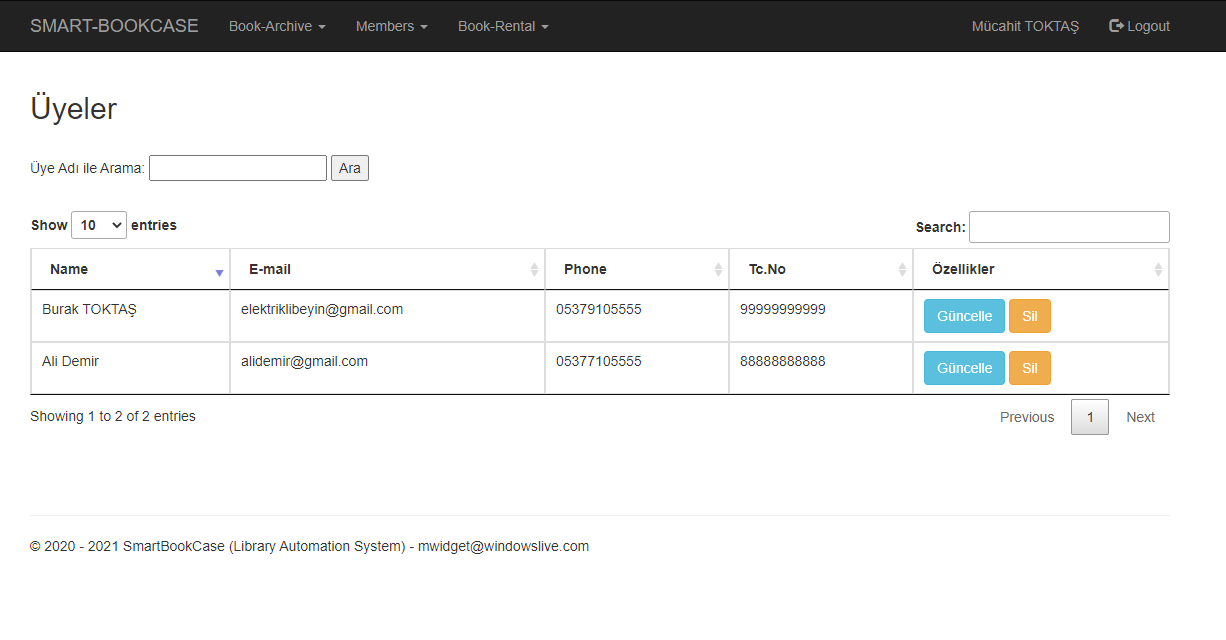 SMART-BOOKCASE Book-Archive Members Book-Rental Mücahit TOKTAŞ Logout
Üyeler
Üye Adı ile Arama: Ara
Show 10 entries Search:
Name E-mail Phone Tc.No Özellikler
Burak TOKTAŞ elektriklibeyin@gmail.com 05379105555 99999999999 Güncelle Sil
Ali Demir alidemir@gmail.com 05377105555 88888888888 Güncelle Sil
Showing 1 to 2 of 2 entries Previous 1 Next
© 2020 - 2021 SmartBookCase (Library Automation System) - mwidget@windowslive.com